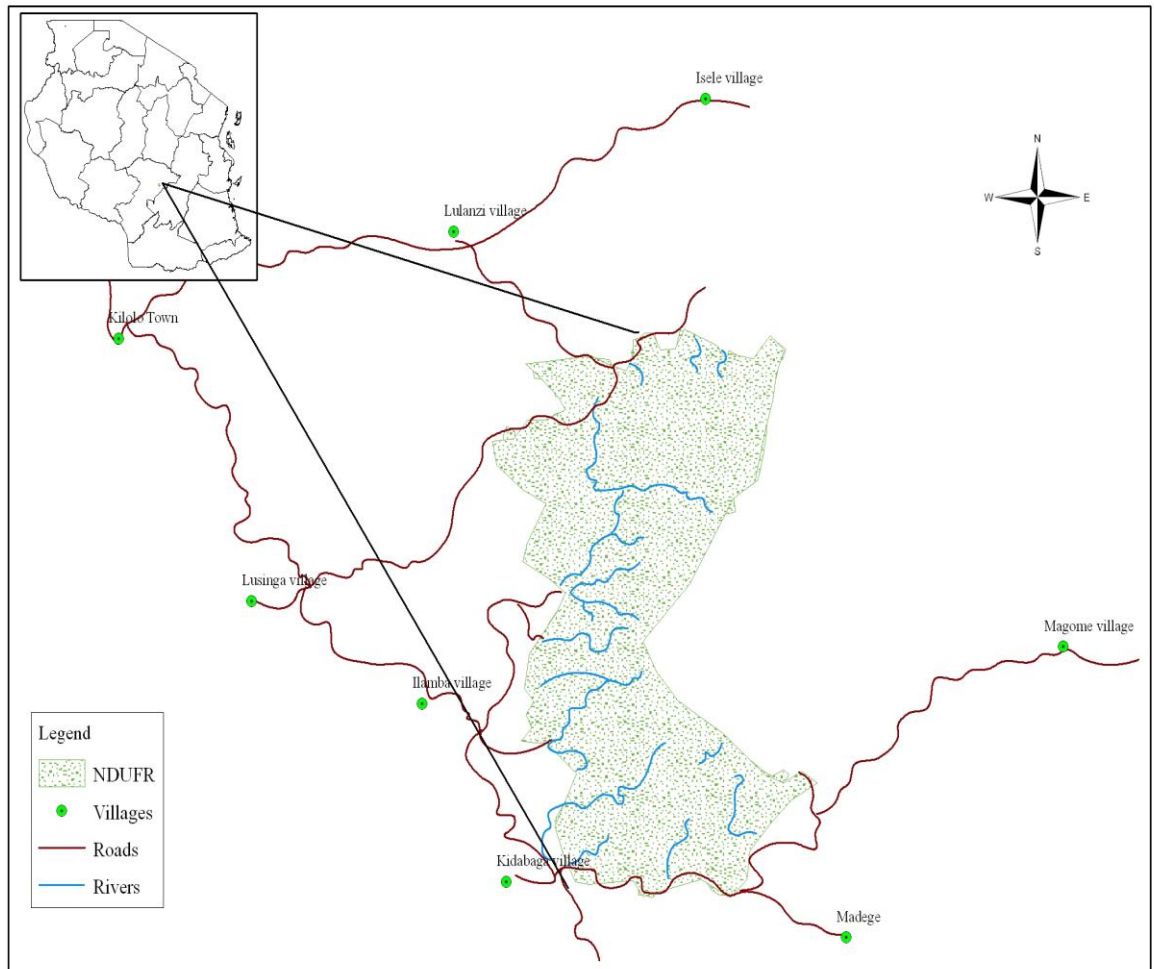 Isele village
N
W
E
S
Lulanzi village
Kilolo Town
Lusinga village
Magome village
Ilamba village
Legend
NDUFR
Villages
Roads
Rivers
Kidabaga village
Madege